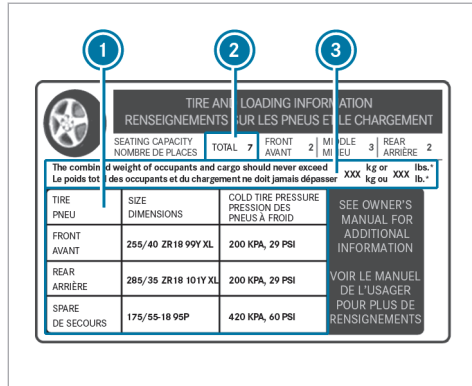 1 2 3
TIRE AND LOADING INFORMATION
RENSEIGNEMENTS SUR LES PNEUS ET LE CHARGEMENT
SEATING CAPACITY
NOMBRE DE PLACES
TOTAL 7
FRONT
AVANT 2
MIDDLE
MILIEU 3
REAR
ARRIÈRE 2
The combined weight of occupants and cargo should never exceed XXX kg or XXX lbs.*
Le poids total des occupants et du chargement ne doit jamais dépasser XXX kg ou XXX lb.*
TIRE
PNEU
SIZE
DIMENSIONS
COLD TIRE PRESSURE
PRESSION DES
PNEUS À FROID
FRONT
AVANT
255/40 ZR18 99Y XL
200 KPA, 29 PSI
REAR
ARRIÈRE
285/35 ZR18 101Y XL
200 KPA, 29 PSI
SPARE
DE SECOURS
175/55-18 95P
420 KPA, 60 PSI
SEE OWNER'S
MANUAL FOR
ADDITIONAL
INFORMATION
VOIR LE MANUEL
DE L'USAGER
POUR PLUS DE
RENSIGNEMENTS